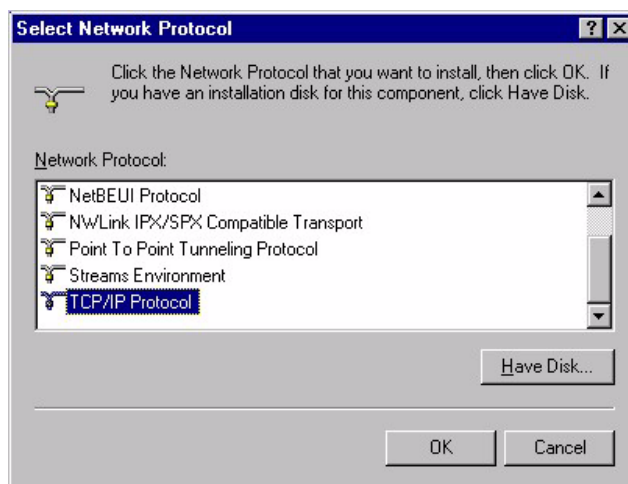 Select Network Protocol
Click the Network Protocol that you want to install, then click OK. If
you have an installation disk for this component, click Have Disk.
Network Protocol:
NetBEUI Protocol
NWLink IPX/SPX Compatible Transport
Point To Point Tunneling Protocol
Streams Environment
TCP/IP Protocol
Have Disk...
OK Cancel